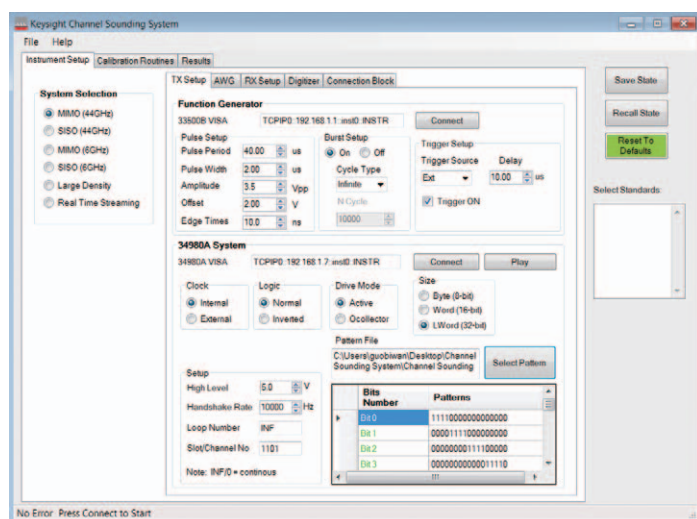 Keysight Channel Sounding System
File Help
Instrument Setup Calibration Routines Results
System Selection
MIMO (44GHz)
SISO (44GHz)
MIMO (6GHz)
SISO (6GHz)
Large Density
Real Time Streaming
TX Setup AWG RX Setup Digitizer Connection Block
Function Generator
33600B VISA TCPIP0::192.168.1.1::inst0::INSTR Connect
Pulse Setup
Pulse Period 40.00 us
Pulse Width 2.00 us
Amplitude 3.5 Vpp
Offset 2.00 V
Edge Times 10.0 ns
Burst Setup
On Off
Cycle Type
Infinite
N Cycle
10000
Trigger Setup
Trigger Source Delay
Ext 10.00 us
Trigger ON
34980A System
34980A VISA TCPIP0::192.168.1.7::inst0::INSTR Connect Play
Clock
Internal
External
Logic
Normal
Inverted
Drive Mode
Active
Ocollector
Size
Byte (8-bit)
Word (16-bit)
LWord (32-bit)
Pattern File
C:\Users\guobiwan\Desktop\Channel
Sounding System\Channel Sounding
Select Pattern
Setup
High Level 5.0 V
Handshake Rate 10000 Hz
Loop Number INF
Slot/Channel No 1101
Note: INF/0 = continous
Bits Number Patterns
Bit 0 1111000000000000
Bit 1 0000111100000000
Bit 2 0000000011110000
Bit 3 0000000000011110
Save State
Recall State
Reset To
Defaults
Select Standards:
No Error Press Connect to Start